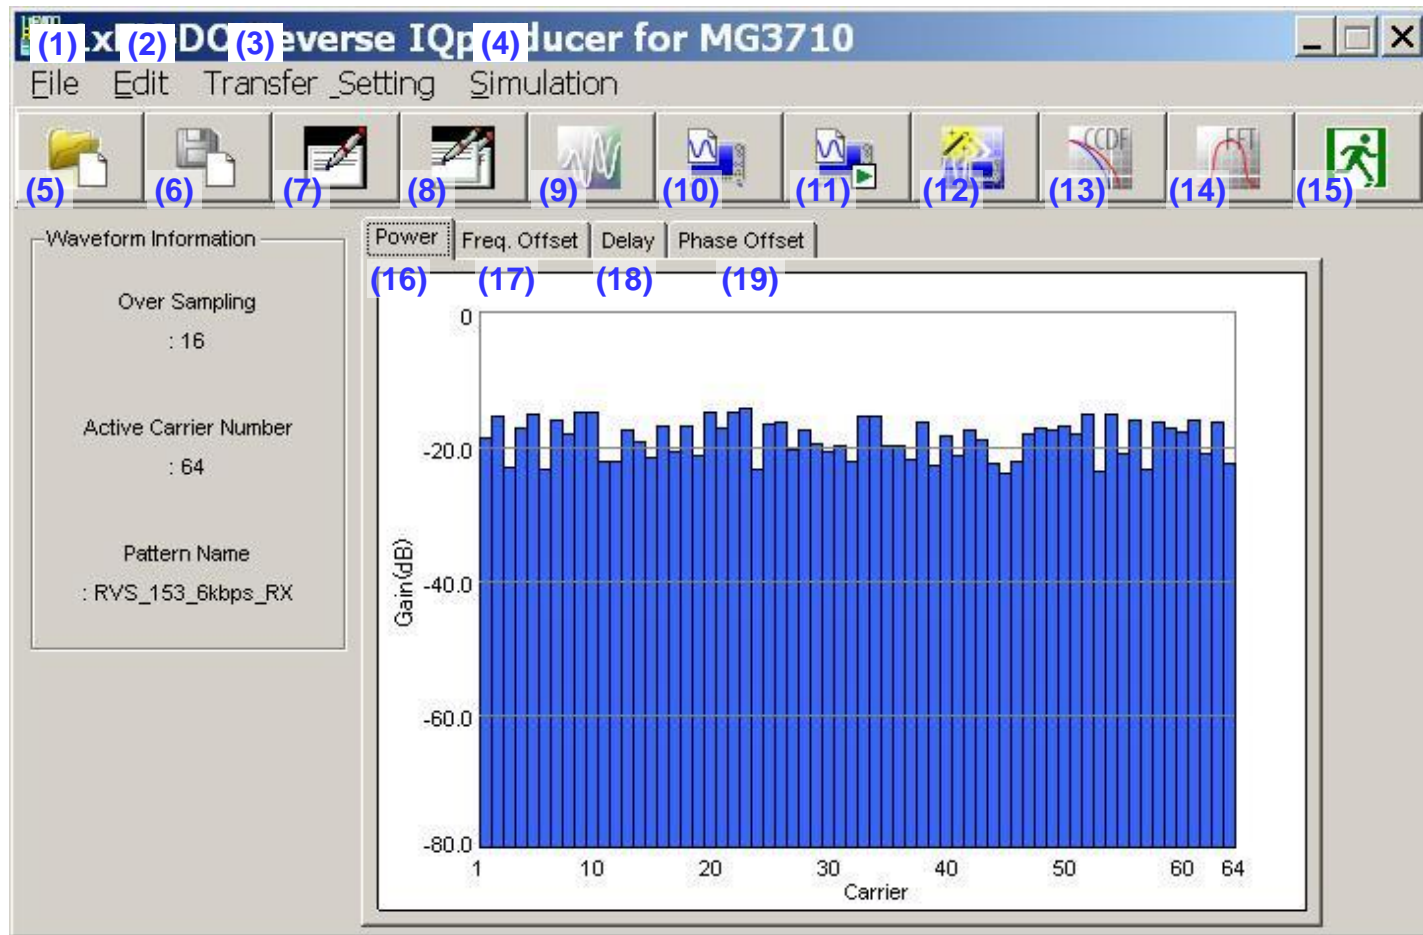 (1) (2) (3) (4)
Reverse IQproducer for MG3710
File Edit Transfer_Setting Simulation
CCDF FFT
(5) (6) (7) (8) (9) (10) (11) (12) (13) (14) (15)
Waveform Information
Power Freq. Offset Delay Phase Offset
(16) (17) (18) (19)
Over Sampling
: 16
Active Carrier Number
: 64
Pattern Name
: RVS_153_6kbps_RX
0
-20.0
-40.0
-60.0
-80.0
Gain(dB)
1 10 20 30 40 50 60 64
Carrier